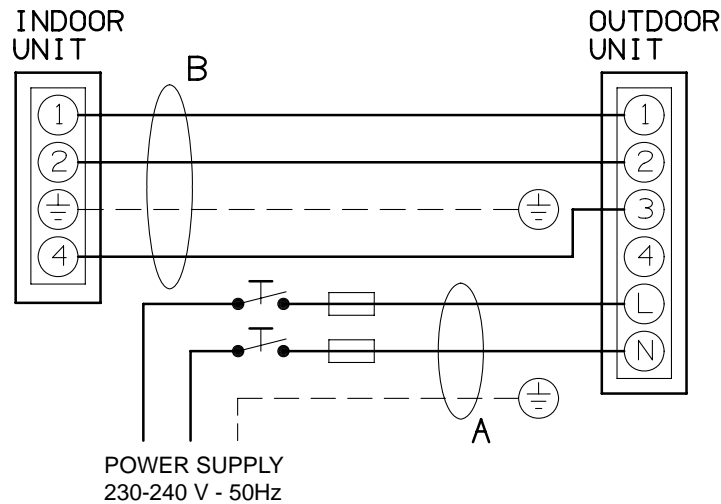 INDOOR
UNIT
OUTDOOR
UNIT
B
1
2
4
1
2
3
4
L
N
A
POWER SUPPLY
230-240 V - 50Hz